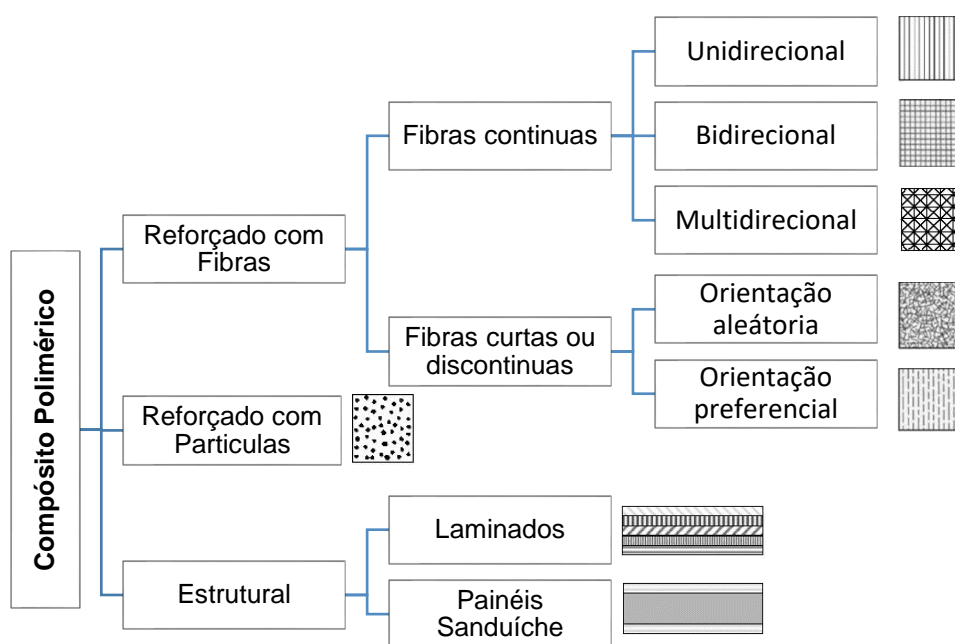 Compósito Polimérico
Reforçado com
Fibras
Fibras continuas
Unidirecional
Bidirecional
Multidirecional
Fibras curtas ou
discontinuas
Orientação
aleátoria
Orientação
preferencial
Reforçado com
Particulas
Estrutural
Laminados
Painéis
Sanduíche